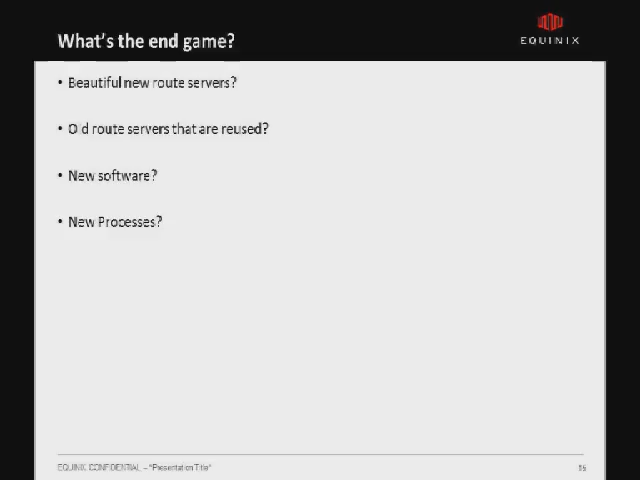 What's the end game?
EQUINIX
• Beautiful new route servers?
• Old route servers that are reused?
• New software?
• New Processes?
EQUINIX CONFIDENTIAL – "Presentation Title"